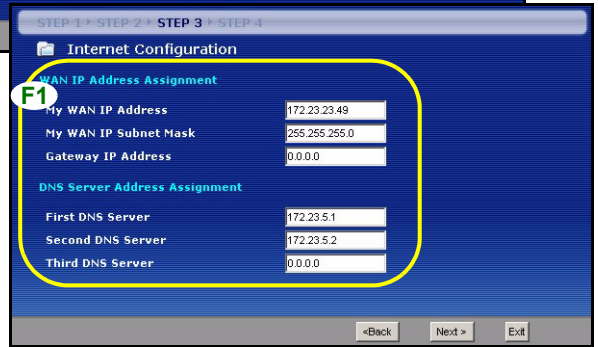 STEP 1 ▸ STEP 2 ▸ STEP 3 ▸ STEP 4
Internet Configuration
WAN IP Address Assignment
F1
My WAN IP Address 172.23.23.49
My WAN IP Subnet Mask 255.255.255.0
Gateway IP Address 0.0.0.0
DNS Server Address Assignment
First DNS Server 172.23.5.1
Second DNS Server 172.23.5.2
Third DNS Server 0.0.0.0
<Back Next > Exit